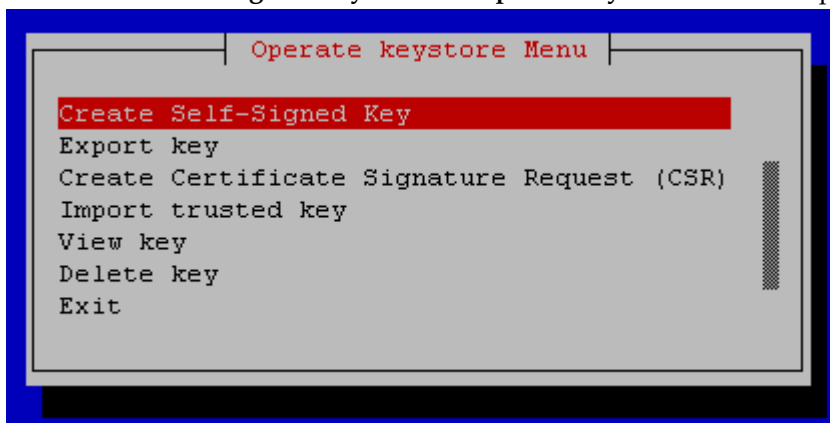 Operate keystore Menu
Create Self-Signed Key
Export key
Create Certificate Signature Request (CSR)
Import trusted key
View key
Delete key
Exit